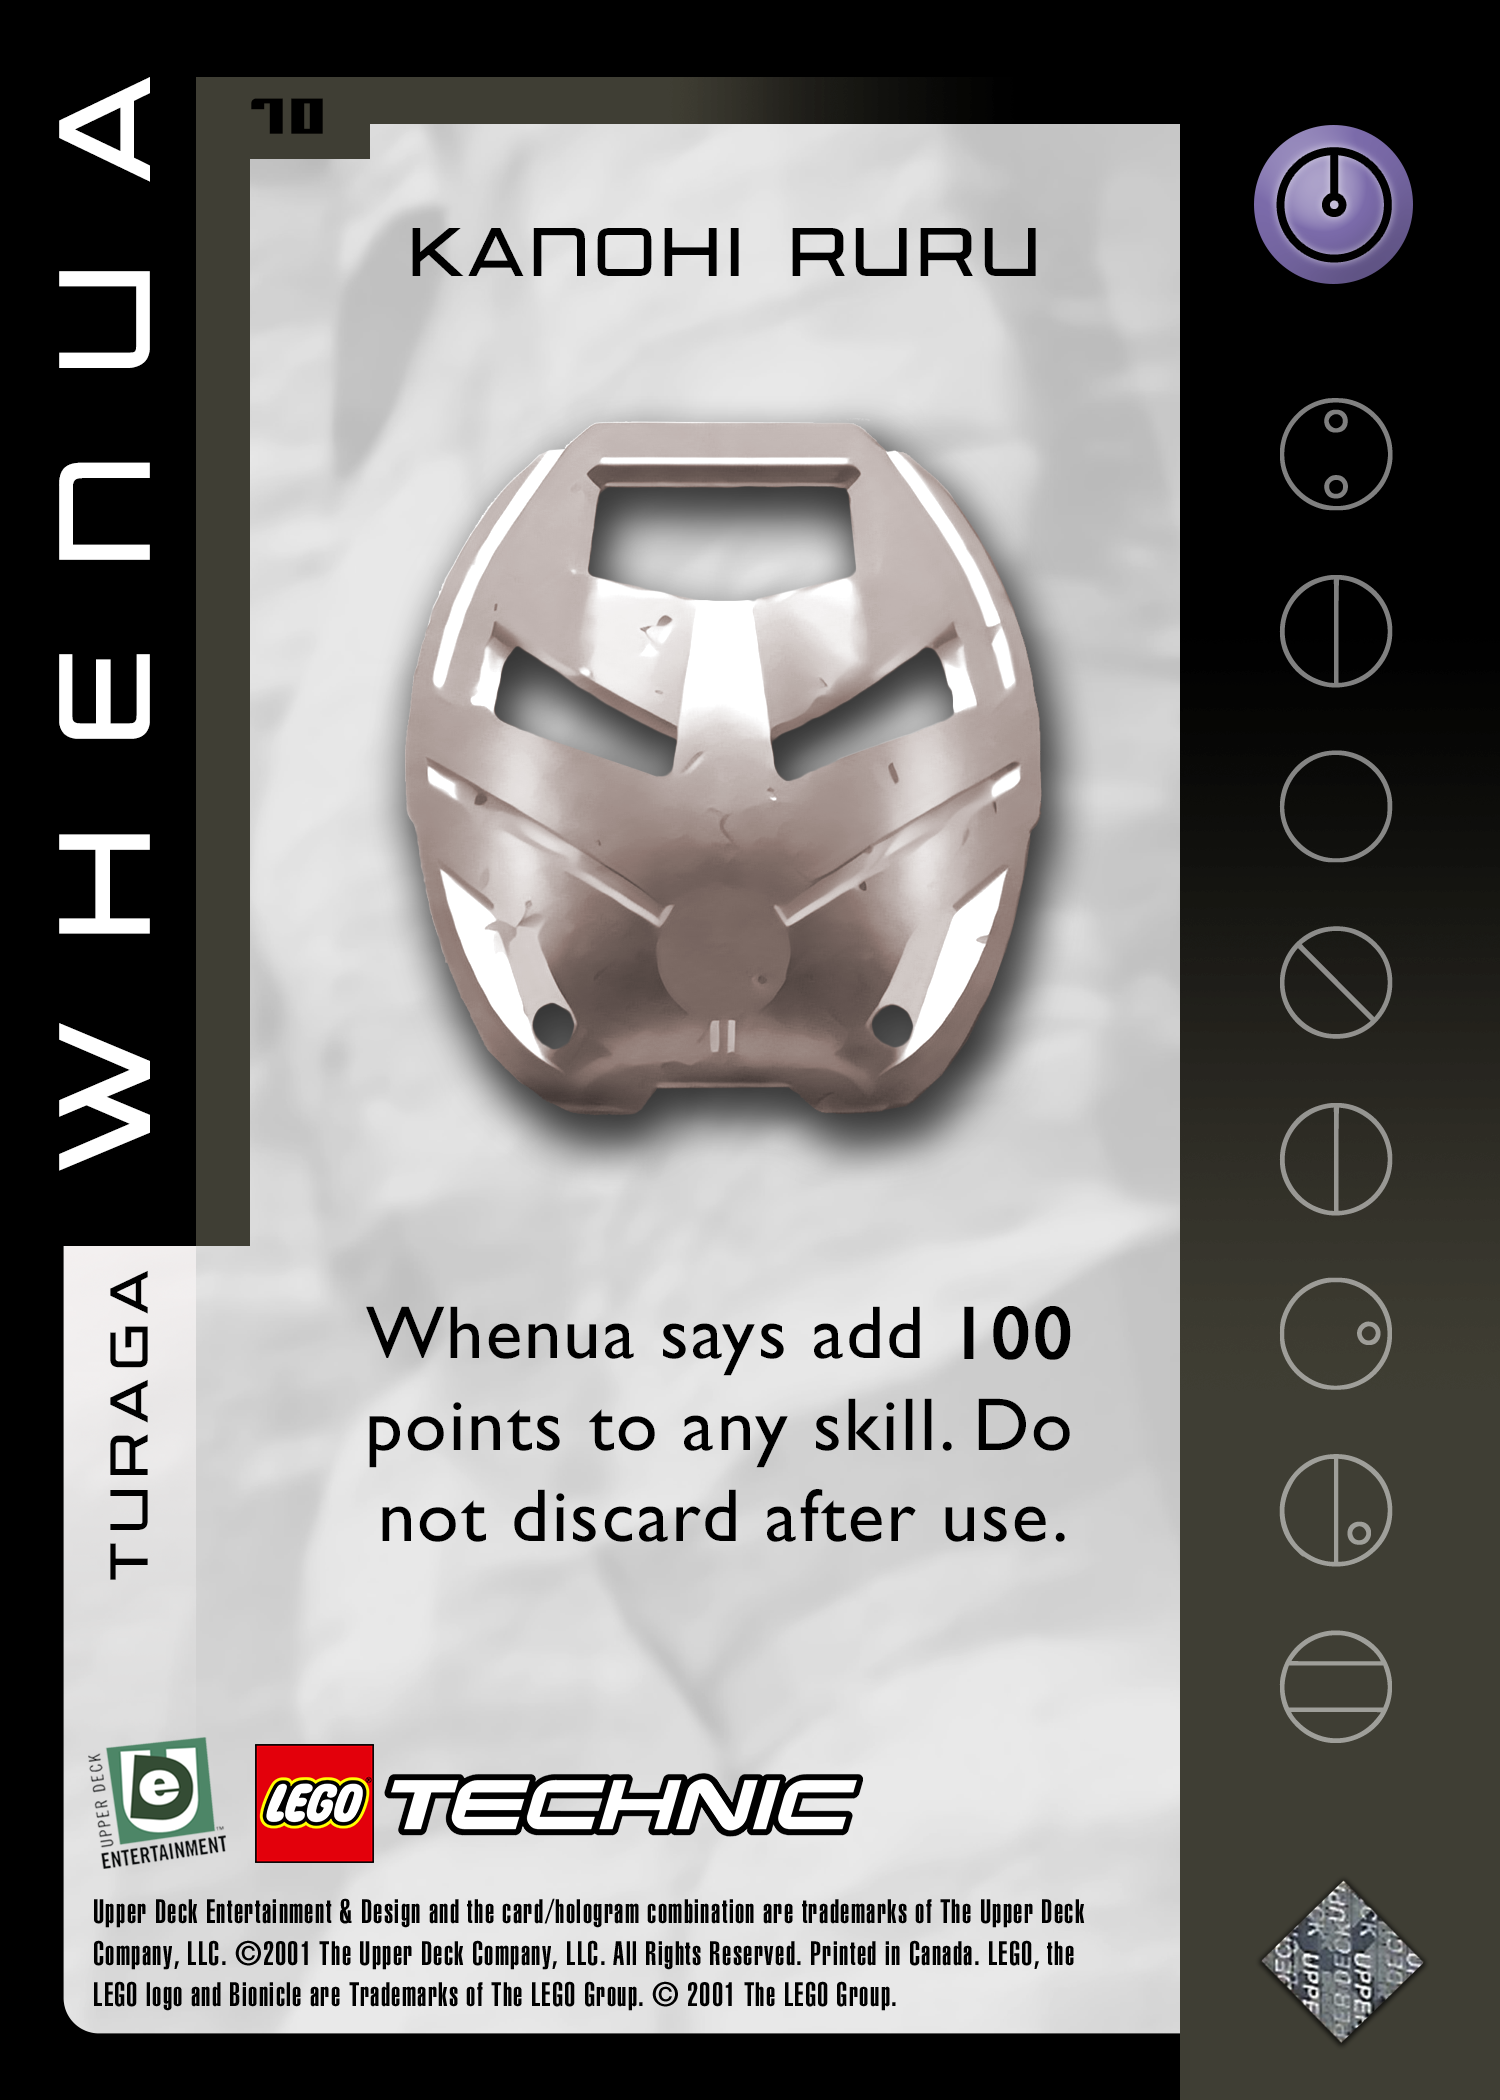 WHENUA
TURAGA
70
KANOHI RURU
Whenua says add 100
points to any skill. Do
not discard after use.
UPPER DECK
e
ENTERTAINMENT
™
LEGO TECHNIC
Upper Deck Entertainment & Design and the card/hologram combination are trademarks of The Upper Deck
Company, LLC. ©2001 The Upper Deck Company, LLC. All Rights Reserved. Printed in Canada. LEGO, the
LEGO logo and Bionicle are Trademarks of The LEGO Group. © 2001 The LEGO Group.